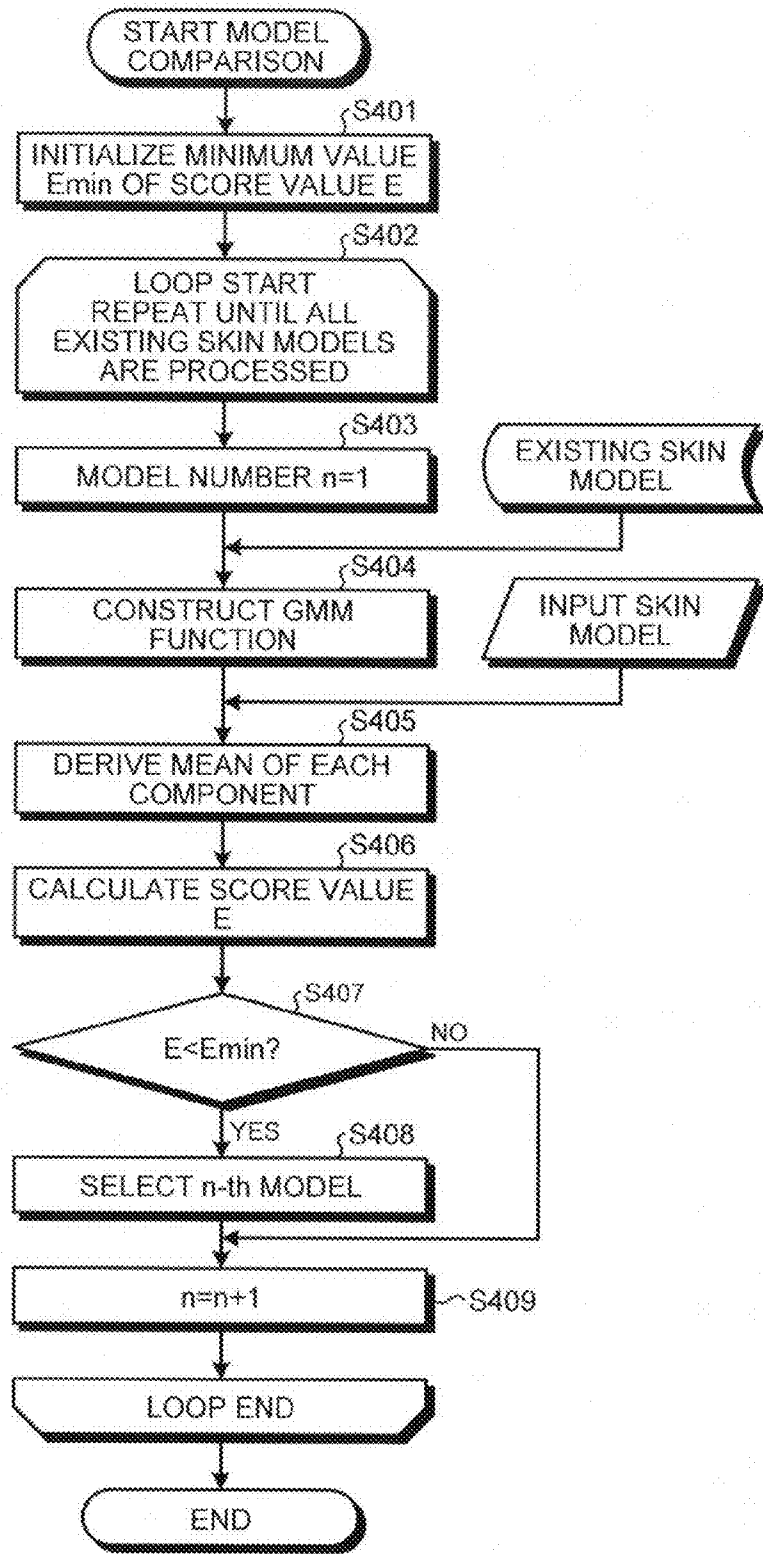 START MODEL
COMPARISON
S401
INITIALIZE MINIMUM VALUE
Emin OF SCORE VALUE E
S402
LOOP START
REPEAT UNTIL ALL
EXISTING SKIN MODELS
ARE PROCESSED
S403
MODEL NUMBER n=1
EXISTING SKIN
MODEL
S404
CONSTRUCT GMM
FUNCTION
INPUT SKIN
MODEL
S405
DERIVE MEAN OF EACH
COMPONENT
S406
CALCULATE SCORE VALUE
E
S407
E<Emin?
NO
YES
S408
SELECT n-th MODEL
n=n+1
S409
LOOP END
END